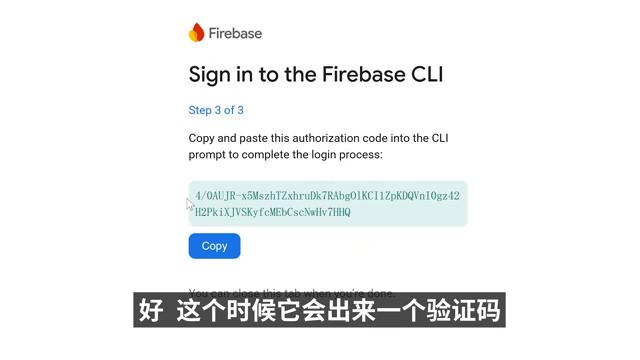 Firebase
Sign in to the Firebase CLI
Step 3 of 3
Copy and paste this authorization code into the CLI
prompt to complete the login process:
4/0AUJR-x5MszhTZxhruDk7RAbgOlKCI1ZpKDQVnI0gz42
H2PkiXJVSKyfcMEbCscNwHv7HHQ
Copy
You can close this tab when you're done.
好 这个时候它会出来一个验证码